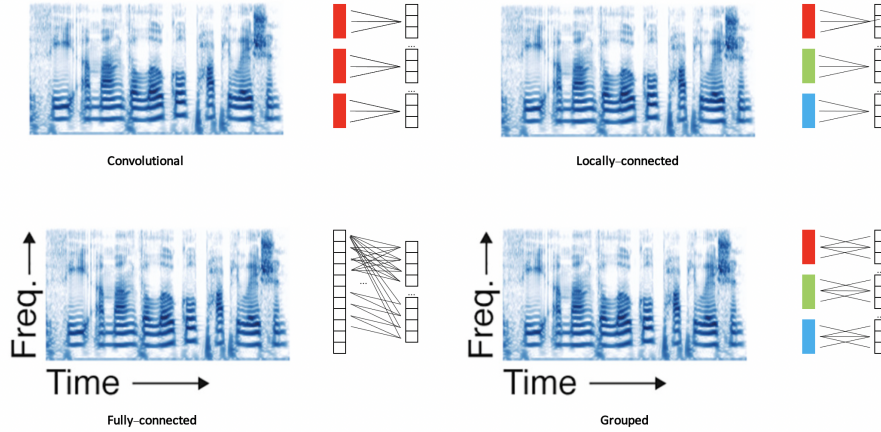 ...
...
...
...
Convolutional
Locally–connected
Freq.
...
...
Freq.
...
...
Time
Time
Fully–connected
Grouped